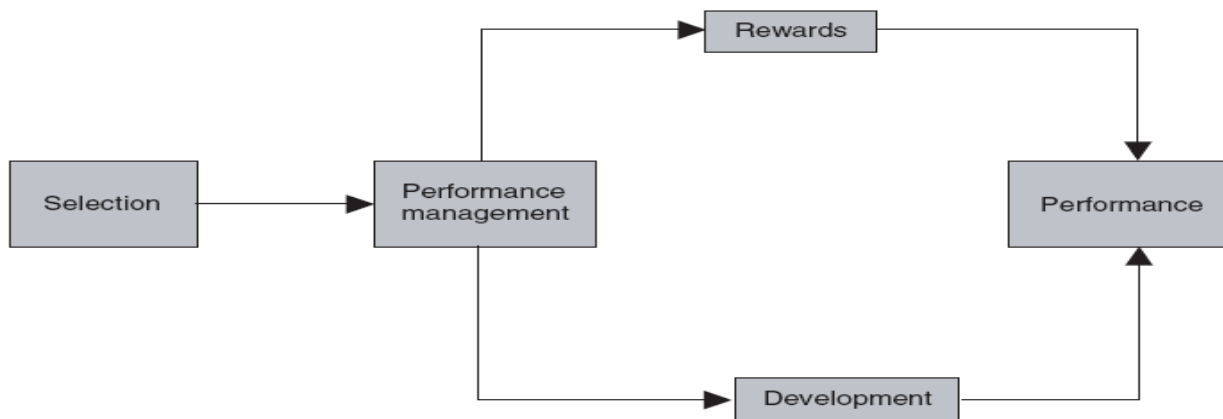 Rewards
Selection
Performance
management
Performance
Development